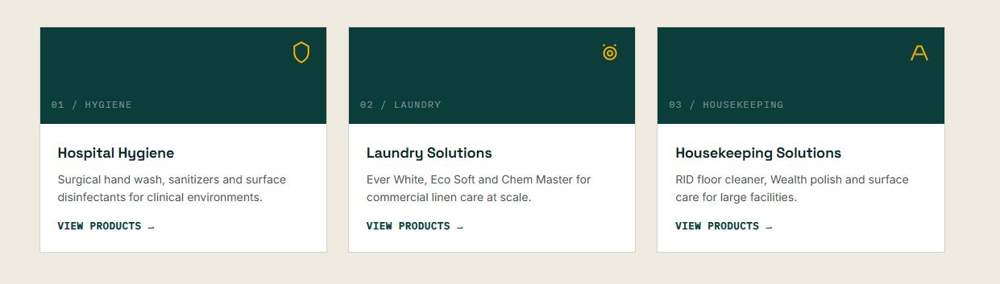 01 / HYGIENE
Hospital Hygiene
Surgical hand wash, sanitizers and surface
disinfectants for clinical environments.
VIEW PRODUCTS →
02 / LAUNDRY
Laundry Solutions
Ever White, Eco Soft and Chem Master for
commercial linen care at scale.
VIEW PRODUCTS →
03 / HOUSEKEEPING
Housekeeping Solutions
RID floor cleaner, Wealth polish and surface
care for large facilities.
VIEW PRODUCTS →